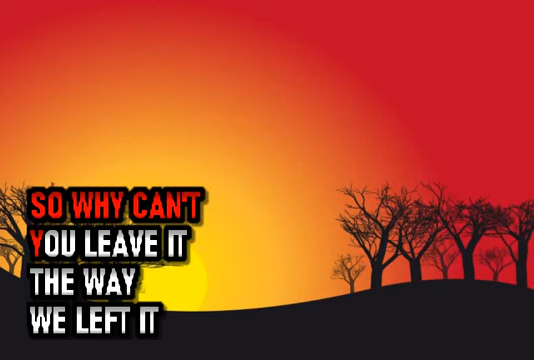 SO WHY CAN'T
YOU LEAVE IT
THE WAY
WE LEFT IT